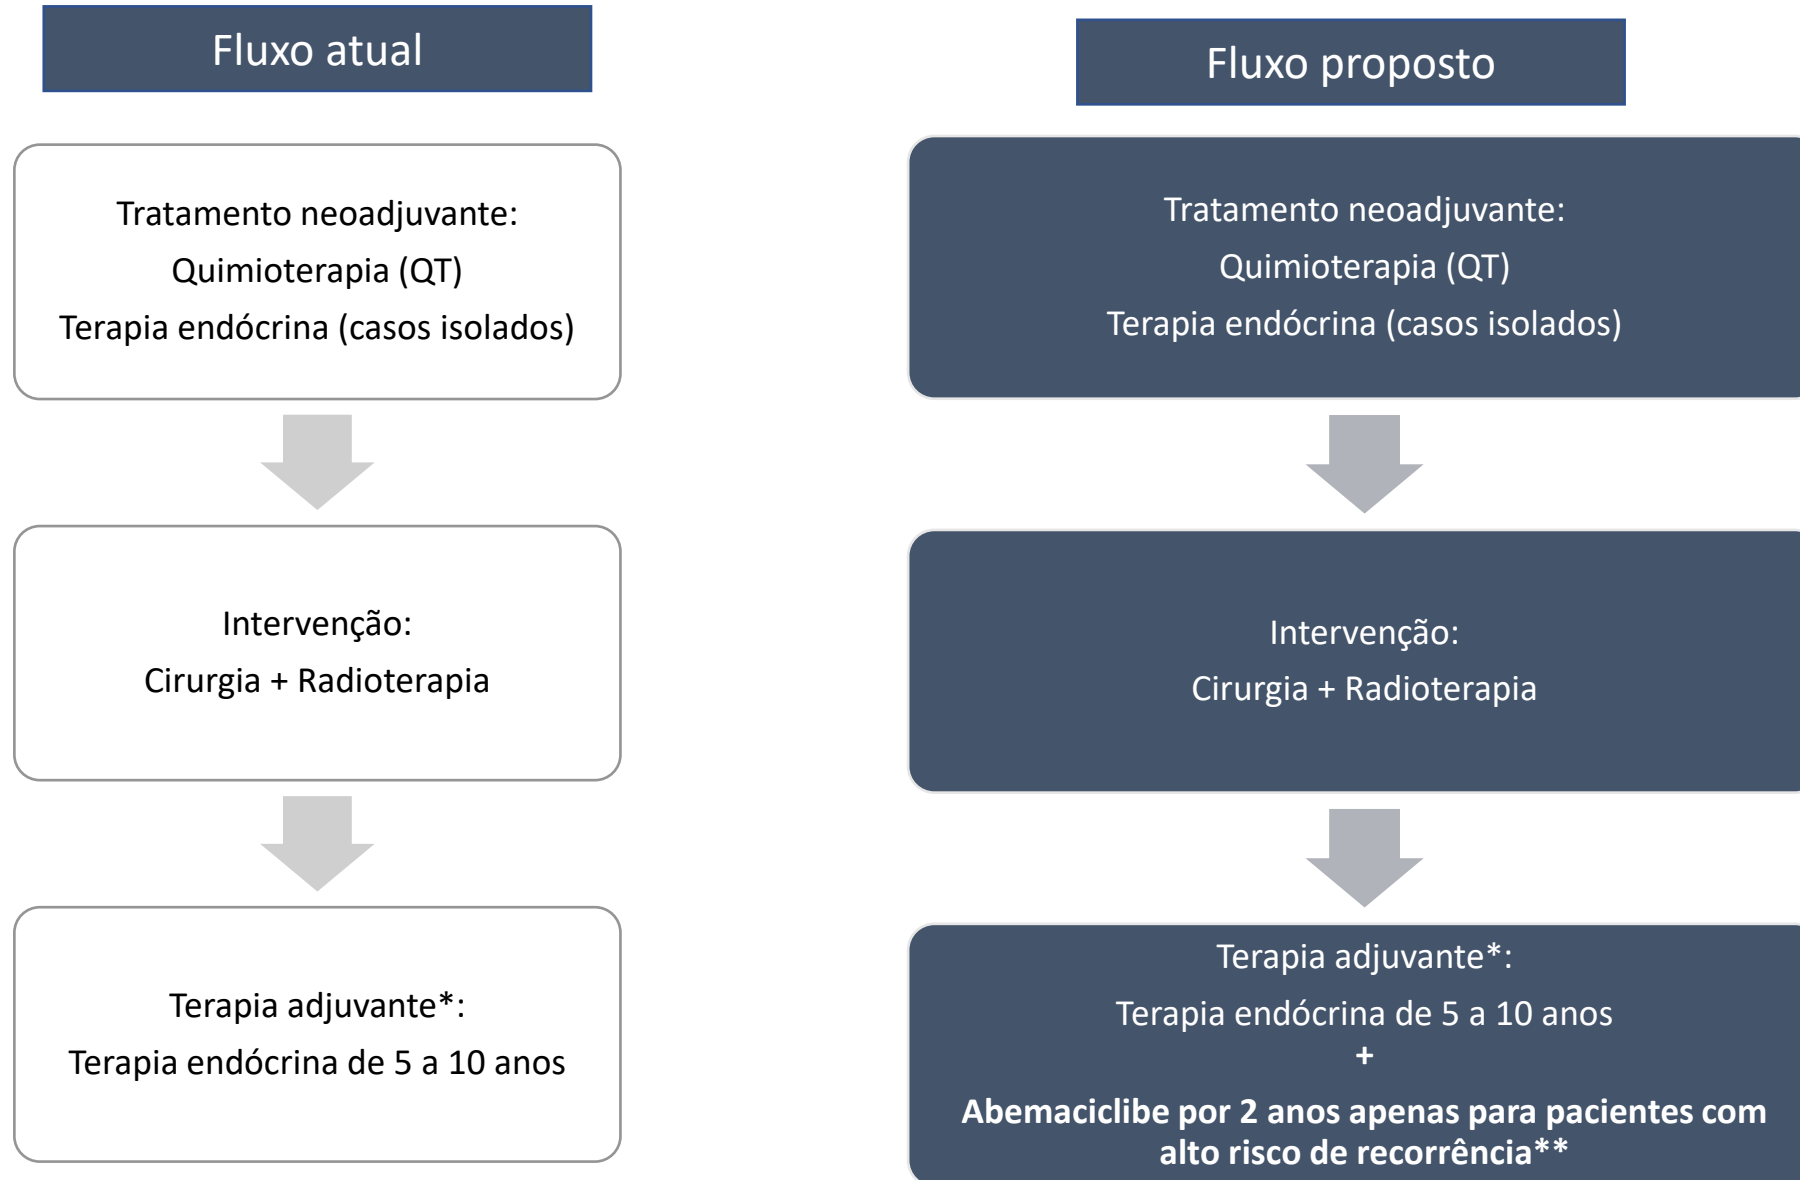 Fluxo atual
Tratamento neoadjuvante:
Quimioterapia (QT)
Terapia endócrina (casos isolados)
Intervenção:
Cirurgia + Radioterapia
Terapia adjuvante*:
Terapia endócrina de 5 a 10 anos
Fluxo proposto
Tratamento neoadjuvante:
Quimioterapia (QT)
Terapia endócrina (casos isolados)
Intervenção:
Cirurgia + Radioterapia
Terapia adjuvante*:
Terapia endócrina de 5 a 10 anos
+
Abemaciclibe por 2 anos apenas para pacientes com
alto risco de recorrência**